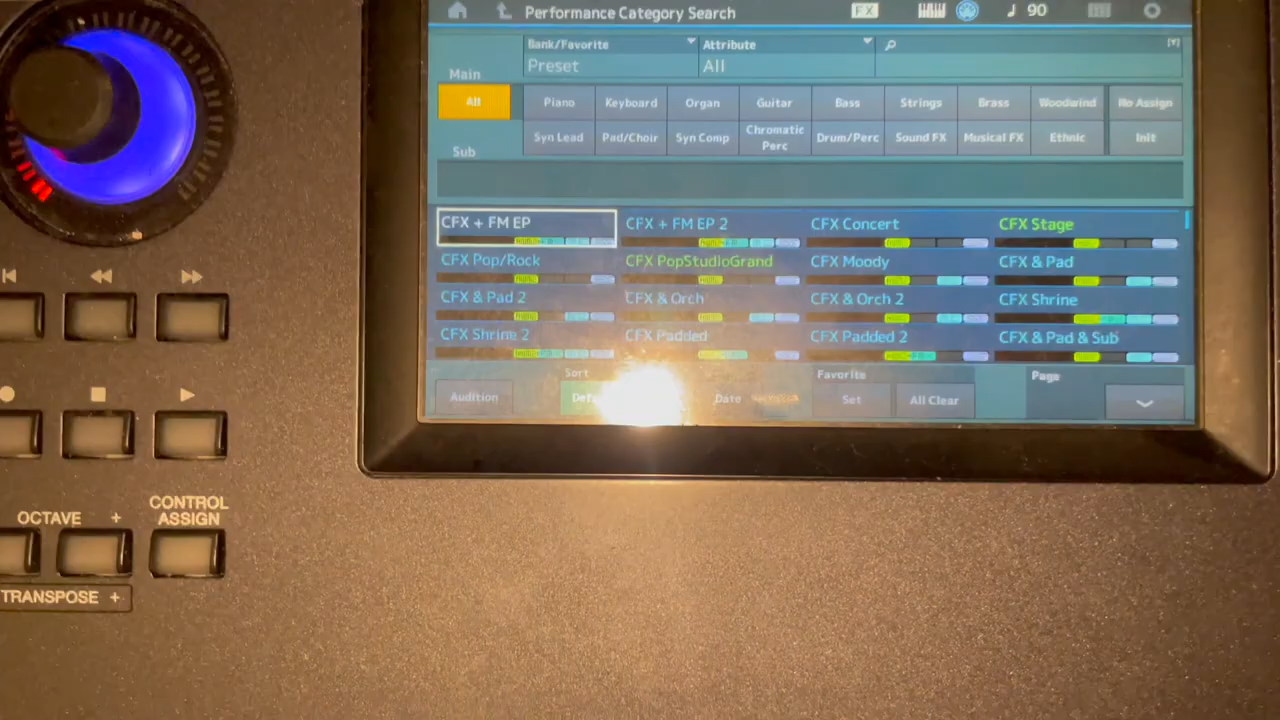 Performance Category Search FX 90
Bank/Favorite Attribute
Preset All
Main
All Piano Keyboard Organ Guitar Bass Strings Brass Woodwind No Assign
Syn Lead Pad/Choir Syn Comp Chromatic Perc Drum/Perc Sound FX Musical FX Ethnic Init
Sub
CFX + FM EP CFX + FM EP 2 CFX Concert CFX Stage
CFX Pop/Rock CFX PopStudioGrand CFX Moody CFX & Pad
CFX & Pad 2 CFX & Orch CFX & Orch 2 CFX Shrine
CFX Shrine 2 CFX Padded CFX Padded 2 CFX & Pad & Sub
Sort Favorite Page
Audition Date Set All Clear
CONTROL
ASSIGN
OCTAVE +
TRANSPOSE +